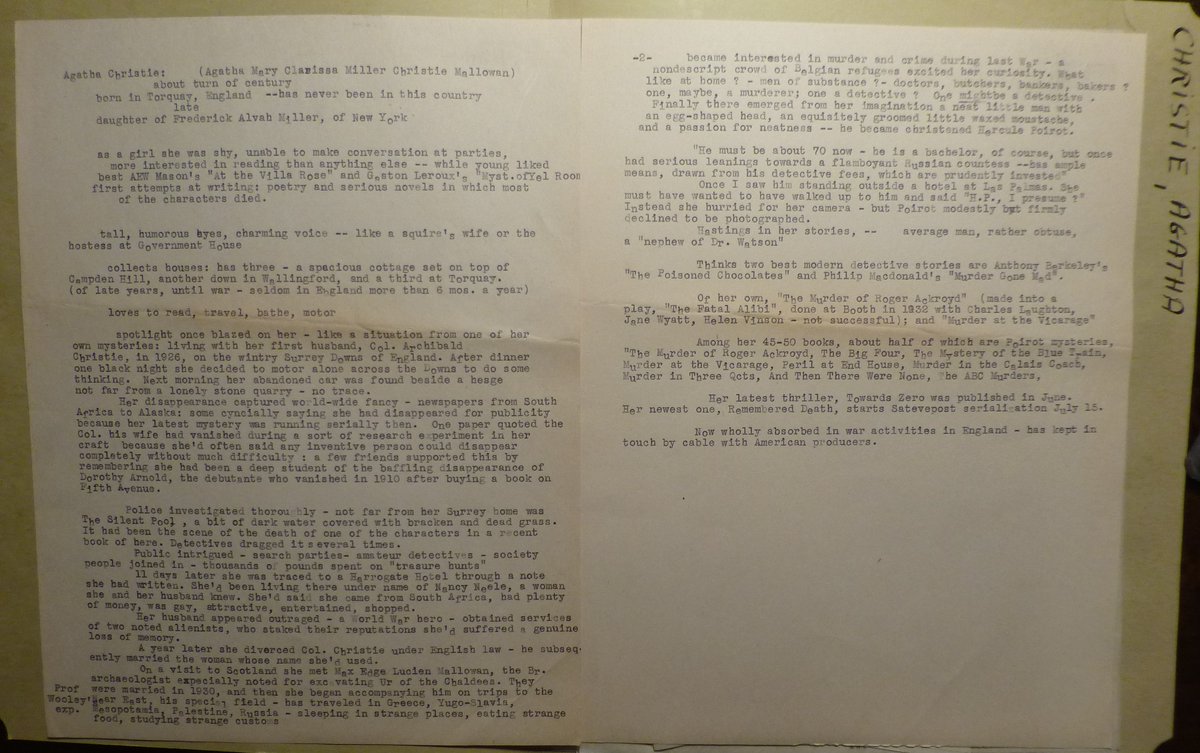 Agatha Christie: (Agatha Mary Clarissa Miller Christie Mallowan)
about turn of century
born in Torquay, England --has never been in this country
late
daughter of Frederick Alvah Miller, of New York
as a girl she was shy, unable to make conversation at parties,
more interested in reading than anything else -- while young liked
best AEW Mason's "At the Villa Rose" and Gaston Leroux's "Myst.ofYel Room
first attempts at writing: poetry and serious novels in which most
of the characters died.
tall, humorous eyes, charming voice -- like a squire's wife or the
hostess at Government House
collects houses: has three - a spacious cottage set on top of
Campden Hill, another down in Wallingford, and a third at Torquay.
(of late years, until war - seldom in England more than 6 mos. a year)
loves to read, travel, bathe, motor
spotlight once blazed on her - like a situation from one of her
own mysteries: living with her first husband, Col. Archibald
Christie, in 1926, on the wintry Surrey Downs of England. After dinner
one black night she decided to motor alone across the Downs to do some
thinking. Next morning her abandoned car was found beside a hesge
not far from a lonely stone quarry - no trace.
Her disappearance captured world-wide fancy - newspapers from South
Africa to Alaska: some cyncially saying she had disappeared for publicity
because her latest mystery was running serially then. One paper quoted the
Col. his wife had vanished during a sort of research experiment in her
craft because she'd often said any inventive person could disappear
completely without much difficulty : a few friends supported this by
remembering she had been a deep student of the baffling disappearance of
Dorothy Arnold, the debutante who vanished in 1910 after buying a book on
Fifth Avenue.
Police investigated thoroughly - not far from her Surrey home was
The Silent Pool , a bit of dark water covered with bracken and dead grass.
It had been the scene of the death of one of the characters in a recent
book of here. Detectives dragged its everal times.
Public intrigued - search parties- amateur detectives - society
people joined in - thousands of pounds spent on "trasure hunts"
11 days later she was traced to a Harrogate Hotel through a note
she had written. She'd been living there under name of Nancy Neele, a woman
she and her husband knew. She'd said she came from South Africa, had plenty
of money, was gay, attractive, entertained, shopped.
Her husband appeared outraged - a World War hero - obtained services
of two noted alienists, who staked their reputations she'd suffered a genuine
loss of memory.
A year later she diverced Col. Christie under English law - he subseq-
ently married the woman whose name she'd used.
On a visit to Scotland she met Max Edge Lucien Mallowan, the Br.
archaeologist expecially noted for excavating Ur of the Chaldees. They
Prof were married in 1930, and then she began accompanying him on trips to the
Wooley' Near East, his special field - has traveled in Greece, Yugo-Slavia,
exp. Mesopotamia, Palestine, Russia - sleeping in strange places, eating strange
food, studying strange customs
-2- became interested in murder and crime during last War - a
nondescript crowd of Belgian refugees excited her curiosity. What
like at home ? - men of substance ?- doctors, butchers, bankers, bakers ?
one, maybe, a murderer; one a detective ? One mightbe a detective .
Finally there emerged from her imagination a neat little man with
an egg-shaped head, an equisitely groomed little waxed moustache,
and a passion for neatness -- he became christened Hercule Poirot.
"He must be about 70 now - he is a bachelor, of course, but once
had serious leanings towards a flamboyant Russian countess --has ample
means, drawn from his detective fees, which are prudently invested"
Once I saw him standing outside a hotel at Las Palmas. She
must have wanted to have walked up to him and said "H.P., I presume ?"
Instead she hurried for her camera - but Poirot modestly but firmly
declined to be photographed.
Hastings in her stories, -- average man, rather obtuse,
a "nephew of Dr. Watson"
Thinks two best modern detective stories are Anthony Berkeley's
"The Poisoned Chocolates" and Philip Macdonald's "Murder Gone Mad".
Of her own, "The Murder of Roger Ackroyd" (made into a
play, "The Fatal Alibi", done at Booth in 1932 with Charles Laughton,
Jane Wyatt, Helen Vinson - not successful); and "Murder at the Vicarage"
Among her 45-50 books, about half of which are Poirot mysteries,
"The Murder of Roger Ackroyd, The Big Four, The Mystery of the Blue Train,
Murder at the Vicarage, Peril at End House, Murder in the Calais Coach,
Murder in Three Qcts, And Then There Were None, The ABC Murders,
Her latest thriller, Towards Zero was published in June.
Her newest one, Remembered Death, starts Satevepost serialization July 15.
Now wholly absorbed in war activities in England - has kept in
touch by cable with American producers.
CHRISTIE, AGATHA